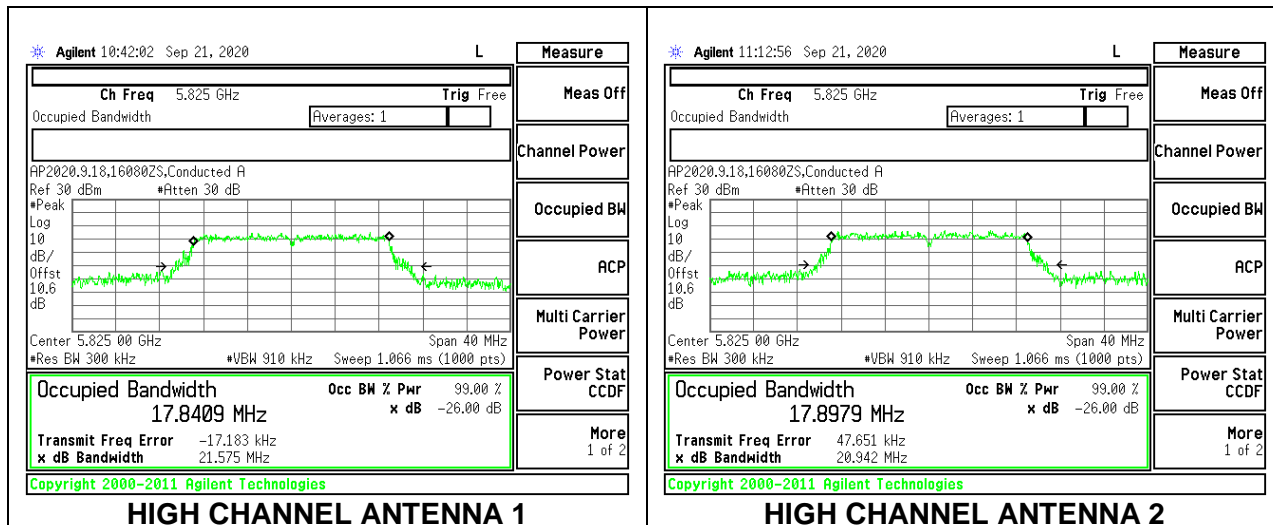 Agilent 10:42:02 Sep 21, 2020 L
Measure
Ch Freq 5.825 GHz Trig Free
Meas Off
Occupied Bandwidth Averages: 1
Channel Power
AP2020.9.18,16080ZS,Conducted A
Ref 30 dBm #Atten 30 dB
#Peak
Log
10
dB/
Offst
10.6
dB
Occupied BW
ACP
Multi Carrier
Power
Center 5.825 00 GHz Span 40 MHz
#Res BW 300 kHz #VBW 910 kHz Sweep 1.066 ms (1000 pts)
Power Stat
CCDF
Occupied Bandwidth Occ BW % Pwr 99.00 %
17.8409 MHz x dB -26.00 dB
Transmit Freq Error -17.183 kHz
x dB Bandwidth 21.575 MHz
More
1 of 2
Copyright 2000-2011 Agilent Technologies
HIGH CHANNEL ANTENNA 1
Agilent 11:12:56 Sep 21, 2020 L
Measure
Ch Freq 5.825 GHz Trig Free
Meas Off
Occupied Bandwidth Averages: 1
Channel Power
AP2020.9.18,16080ZS,Conducted A
Ref 30 dBm #Atten 30 dB
#Peak
Log
10
dB/
Offst
10.6
dB
Occupied BW
ACP
Multi Carrier
Power
Center 5.825 00 GHz Span 40 MHz
#Res BW 300 kHz #VBW 910 kHz Sweep 1.066 ms (1000 pts)
Power Stat
CCDF
Occupied Bandwidth Occ BW % Pwr 99.00 %
17.8979 MHz x dB -26.00 dB
Transmit Freq Error 47.651 kHz
x dB Bandwidth 20.942 MHz
More
1 of 2
Copyright 2000-2011 Agilent Technologies
HIGH CHANNEL ANTENNA 2